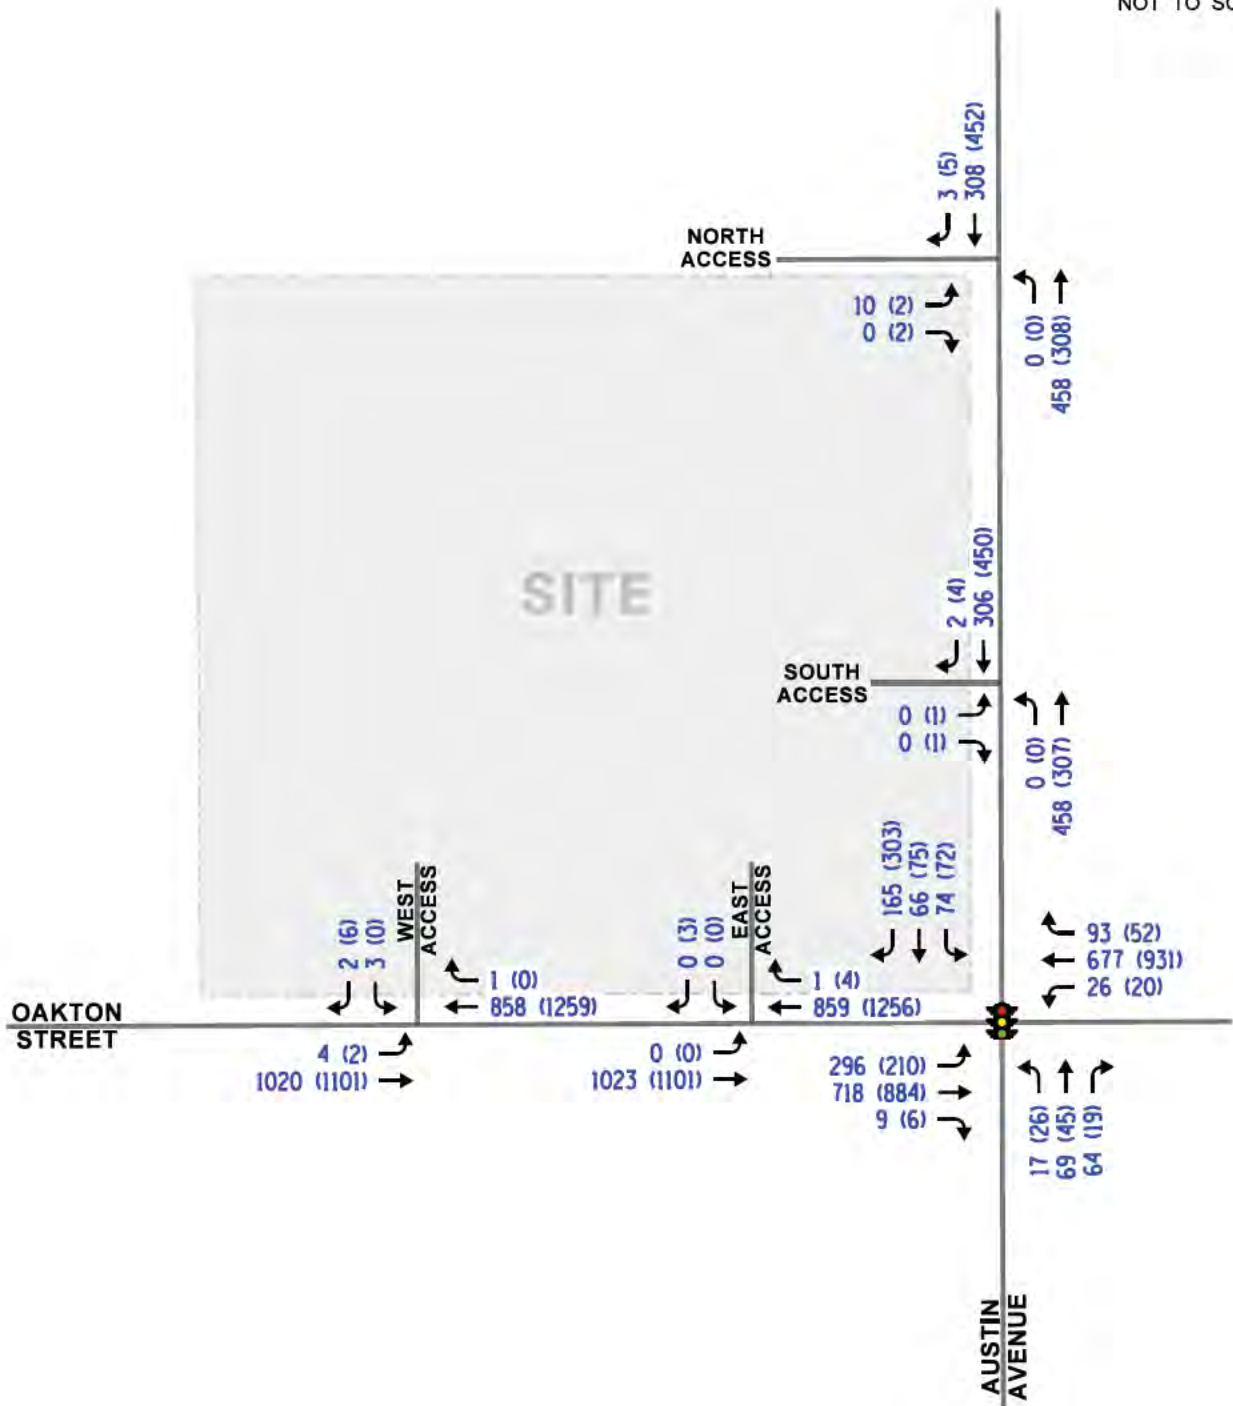 NOT TO SC
3 (5)
308 (452)
NORTH
ACCESS
10 (2)
0 (2)
0 (0)
458 (308)
SITE
2 (4)
306 (450)
SOUTH
ACCESS
0 (1)
0 (1)
0 (0)
458 (307)
165 (303)
66 (75)
74 (72)
WEST
ACCESS
EAST
ACCESS
2 (6)
3 (0)
0 (3)
0 (0)
93 (52)
677 (931)
26 (20)
1 (0)
858 (1259)
1 (4)
859 (1256)
OAKTON
STREET
4 (2)
1020 (1101)
0 (0)
1023 (1101)
296 (210)
718 (884)
9 (6)
17 (26)
69 (45)
64 (19)
AUSTIN
AVENUE